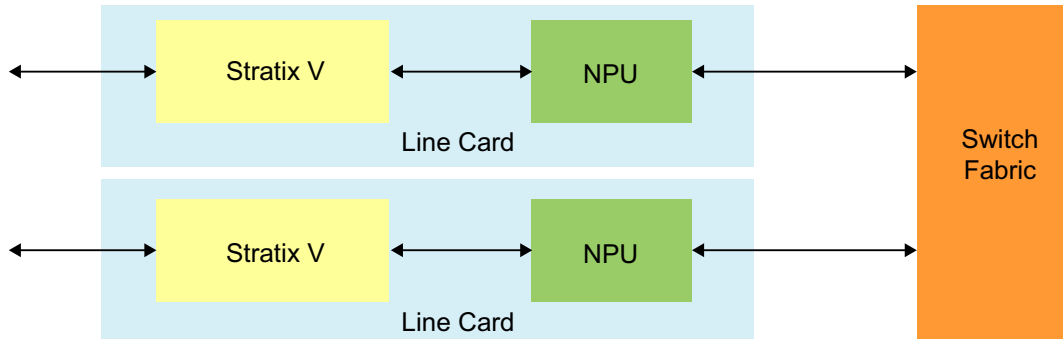 Stratix V
NPU
Line Card
Switch
Fabric
Stratix V
NPU
Line Card